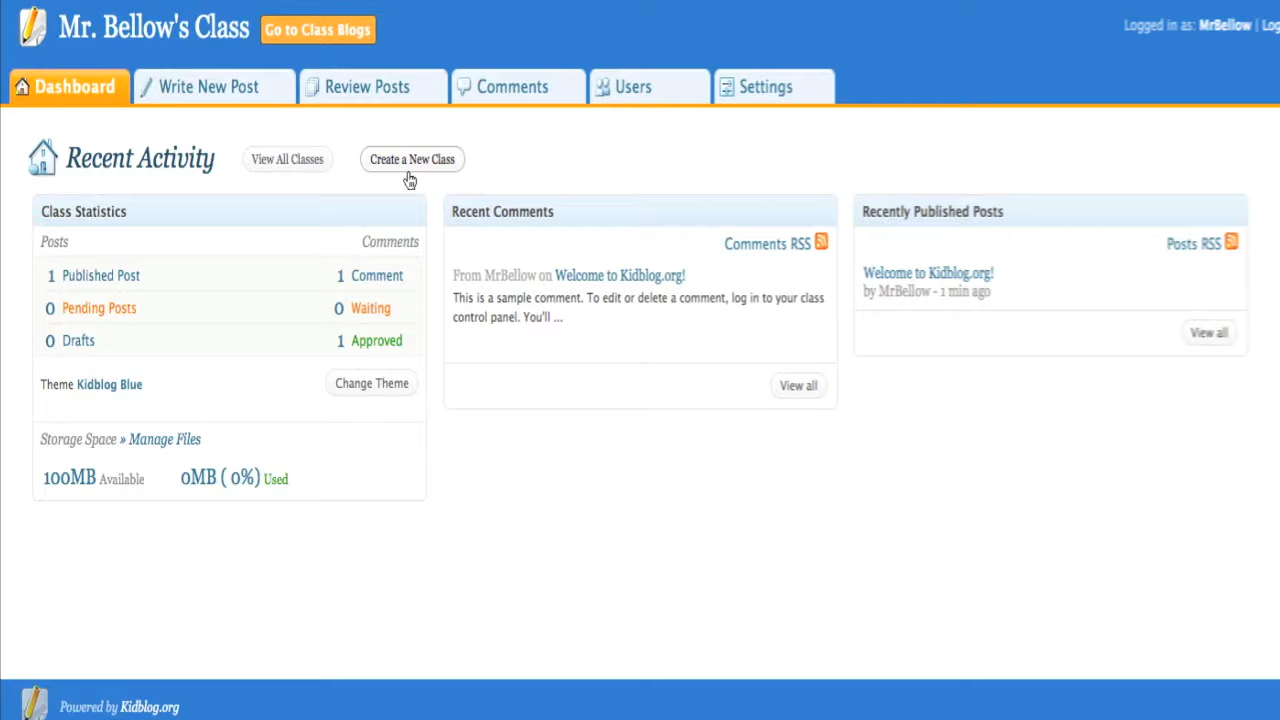 Mr. Bellow's Class
Go to Class Blogs
Logged in as: MrBellow | Log
Dashboard
Write New Post
Review Posts
Comments
Users
Settings
Recent Activity
View All Classes
Create a New Class
Class Statistics
Posts Comments
1 Published Post 1 Comment
0 Pending Posts 0 Waiting
0 Drafts 1 Approved
Theme Kidblog Blue Change Theme
Storage Space » Manage Files
100MB Available 0MB ( 0%) Used
Recent Comments
Comments RSS
From MrBellow on Welcome to Kidblog.org!
This is a sample comment. To edit or delete a comment, log in to your class
control panel. You'll ...
View all
Recently Published Posts
Posts RSS
Welcome to Kidblog.org!
by MrBellow - 1 min ago
View all
Powered by Kidblog.org